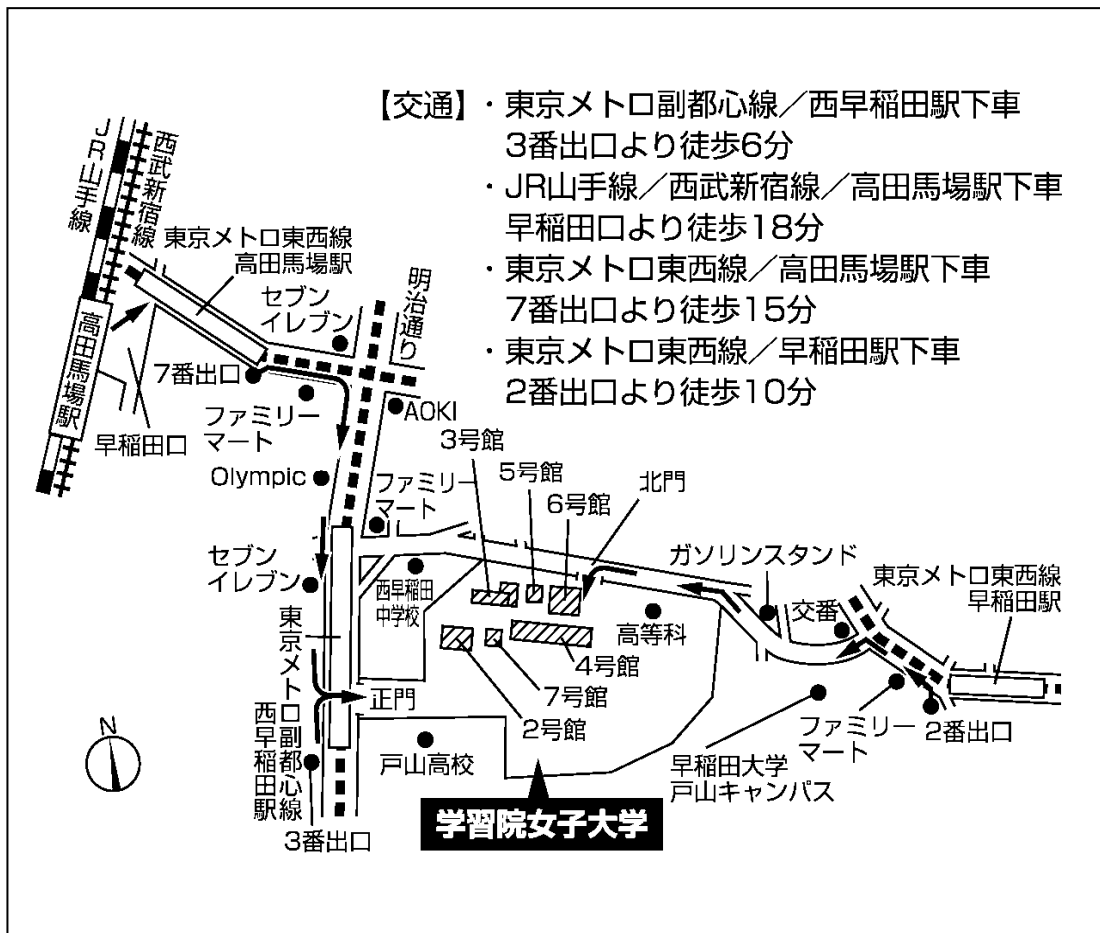 【交通】・東京メトロ副都心線／西早稲田駅下車
3番出口より徒歩6分
・JR山手線／西武新宿線／高田馬場駅下車
早稲田口より徒歩18分
・東京メトロ東西線／高田馬場駅下車
7番出口より徒歩15分
・東京メトロ東西線／早稲田駅下車
2番出口より徒歩10分
JR山手線
西武新宿線
東京メトロ東西線
高田馬場駅
セブン
イレブン
明治通り
高田馬場駅
7番出口
早稲田口
ファミリー
マート
AOKI
Olympic
ファミリー
マート
3号館
5号館
6号館
北門
セブン
イレブン
西早稲田
中学校
ガソリンスタンド
交番
東京メトロ東西線
早稲田駅
高等科
4号館
7号館
2号館
東京メトロ副都心線
西早稲田駅
正門
戸山高校
3番出口
早稲田大学
戸山キャンパス
ファミリー
マート
2番出口
学習院女子大学
N